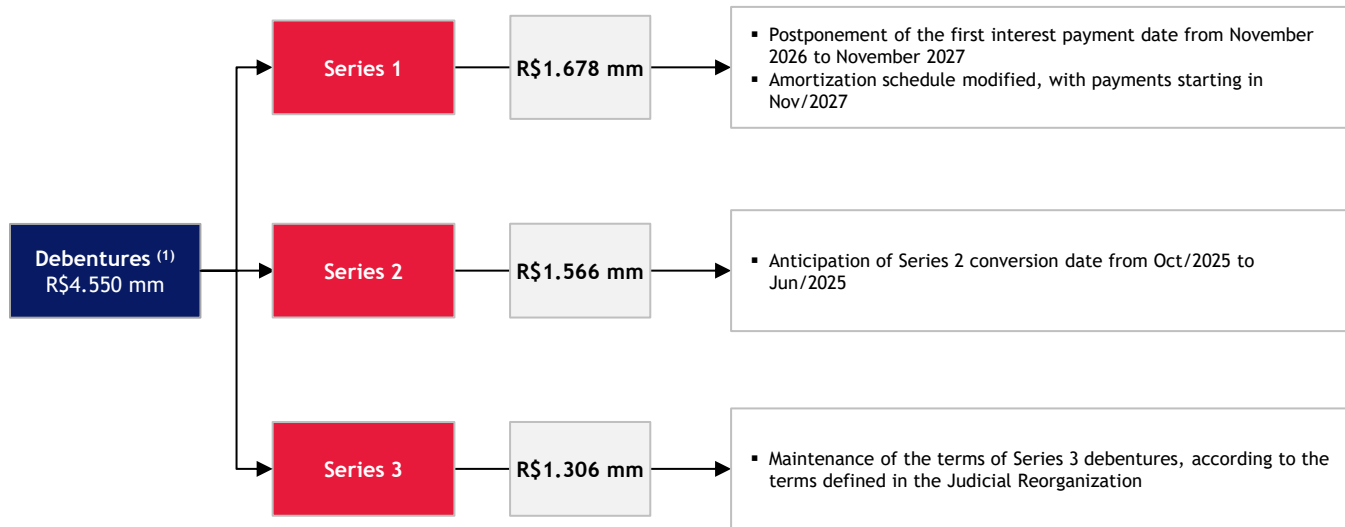 Debentures (1)
R$4.550 mm
Series 1
R$1.678 mm
▪ Postponement of the first interest payment date from November
2026 to November 2027
▪ Amortization schedule modified, with payments starting in
Nov/2027
Series 2
R$1.566 mm
▪ Anticipation of Series 2 conversion date from Oct/2025 to
Jun/2025
Series 3
R$1.306 mm
▪ Maintenance of the terms of Series 3 debentures, according to the
terms defined in the Judicial Reorganization